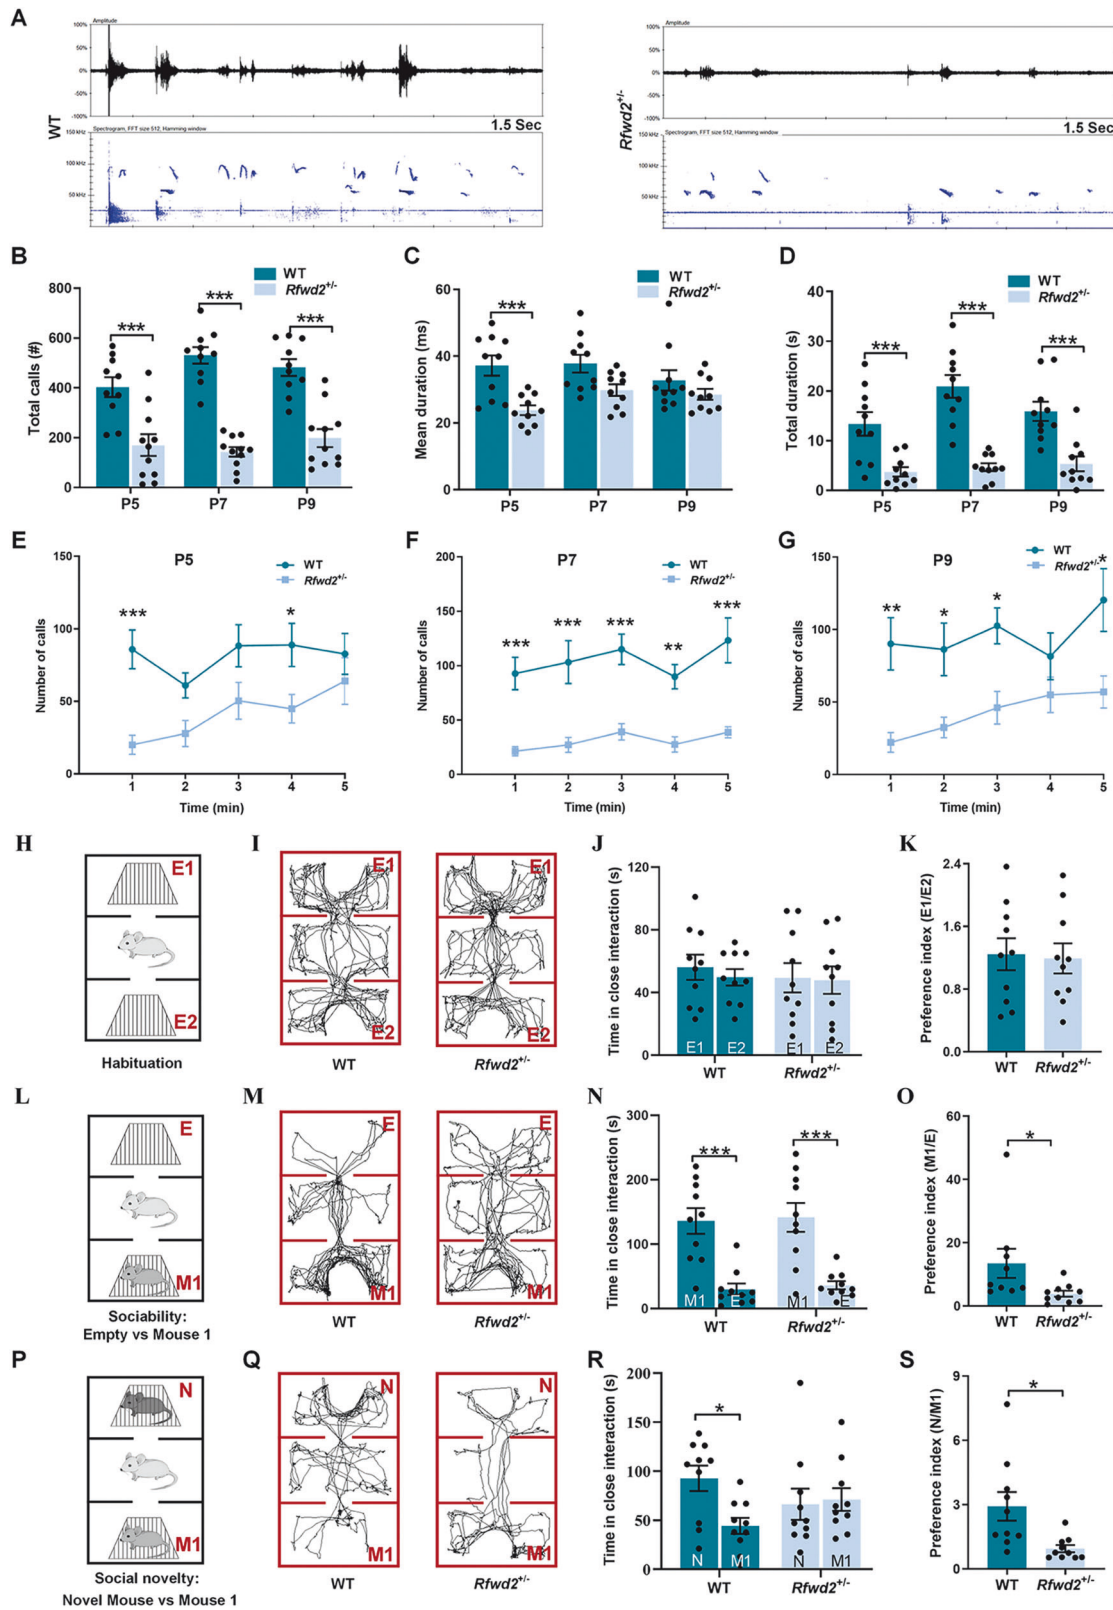 A
Amplitude
100%
50%
0%
-50%
-100%
WT
1.5 Sec
Spectrogram, FFT size 512, Hamming window
150 kHz
100 kHz
50 kHz
Amplitude
100%
50%
0%
-50%
-100%
Rfwd2+/-
1.5 Sec
Spectrogram, FFT size 512, Hamming window
150 kHz
100 kHz
50 kHz
B
WT
Rfwd2+/-
Total calls (#)
800
600
400
200
0
***
***
***
P5
P7
P9
C
WT
Rfwd2+/-
Mean duration (ms)
60
40
20
0
***
P5
P7
P9
D
WT
Rfwd2+/-
Total duration (s)
40
30
20
10
0
***
***
***
P5
P7
P9
E
P5
WT
Rfwd2+/-
Number of calls
150
100
50
0
***
*
1
2
3
4
5
Time (min)
F
P7
WT
Rfwd2+/-
Number of calls
200
150
100
50
0
***
***
***
**
***
1
2
3
4
5
Time (min)
G
P9
WT
Rfwd2+/-
Number of calls
150
100
50
0
**
*
*
*
1
2
3
4
5
Time (min)
H
E1
E2
Habituation
I
E1
E2
WT
E1
E2
Rfwd2+/-
J
Time in close interaction (s)
120
80
40
0
E1
E2
E1
E2
WT
Rfwd2+/-
K
Preference index (E1/E2)
2.4
1.8
1.2
0.6
0.0
WT
Rfwd2+/-
L
E
M1
Sociability:
Empty vs Mouse 1
M
E
M1
WT
E
M1
Rfwd2+/-
N
Time in close interaction (s)
300
200
100
0
***
***
M1
E
M1
E
WT
Rfwd2+/-
O
Preference index (M1/E)
60
40
20
10
0
*
WT
Rfwd2+/-
P
N
M1
Social novelty:
Novel Mouse vs Mouse 1
Q
N
M1
WT
N
M1
Rfwd2+/-
R
Time in close interaction (s)
200
150
100
50
0
*
N
M1
N
M1
WT
Rfwd2+/-
S
Preference index (N/M1)
9
6
3
0
*
WT
Rfwd2+/-